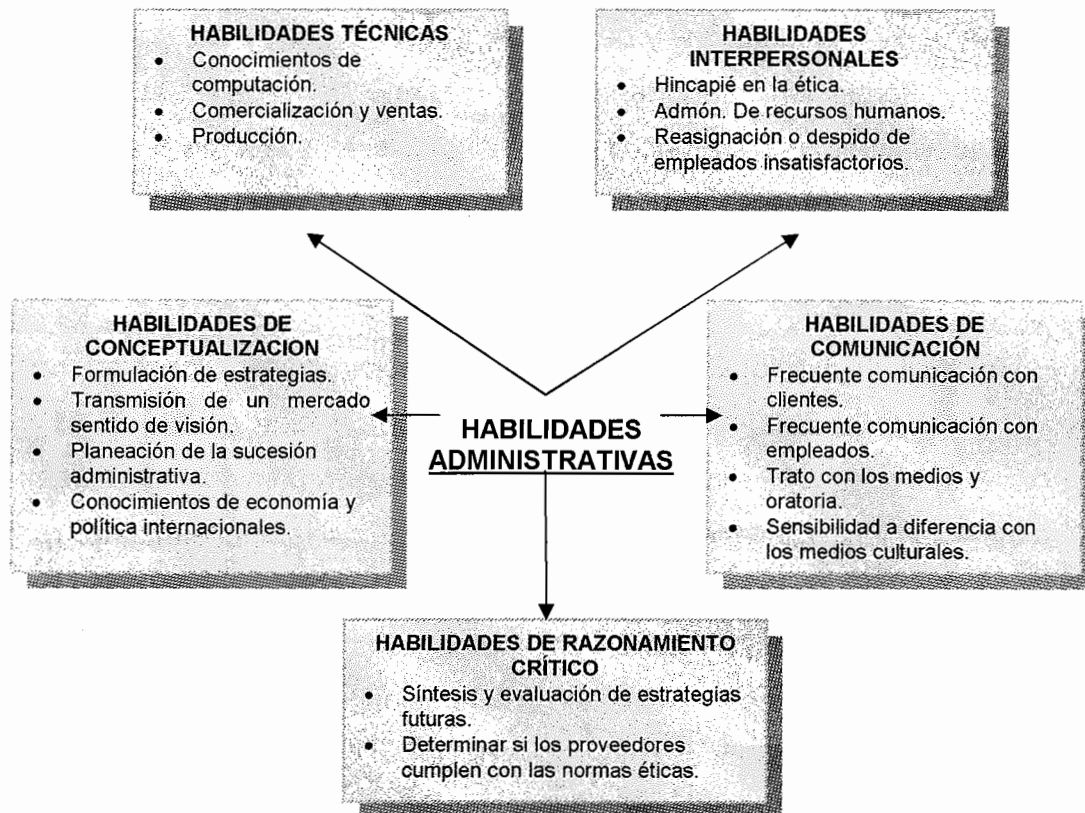 HABILIDADES TÉCNICAS
• Conocimientos de
computación.
• Comercialización y ventas.
• Producción.
HABILIDADES
INTERPERSONALES
• Hincapié en la ética.
• Admón. De recursos humanos.
• Reasignación o despido de
empleados insatisfactorios.
HABILIDADES DE
CONCEPTUALIZACION
• Formulación de estrategias.
• Transmisión de un mercado
sentido de visión.
• Planeación de la sucesión
administrativa.
• Conocimientos de economía y
política internacionales.
HABILIDADES
ADMINISTRATIVAS
HABILIDADES DE
COMUNICACIÓN
• Frecuente comunicación con
clientes.
• Frecuente comunicación con
empleados.
• Trato con los medios y
oratoria.
• Sensibilidad a diferencia con
los medios culturales.
HABILIDADES DE RAZONAMIENTO
CRÍTICO
• Síntesis y evaluación de estrategias
futuras.
• Determinar si los proveedores
cumplen con las normas éticas.